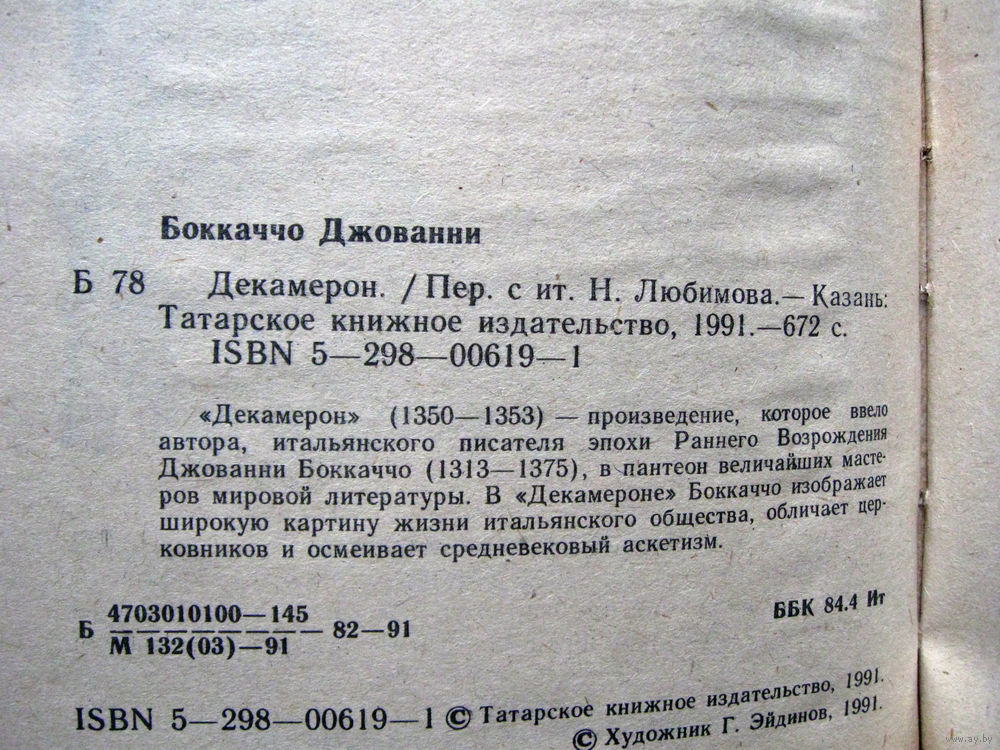 Боккаччо Джованни
Б 78 Декамерон. / Пер. с ит. Н. Любимова.— Казань:
Татарское книжное издательство, 1991.—672 с.
ISBN 5—298—00619—1
«Декамерон» (1350—1353) — произведение, которое ввело
автора, итальянского писателя эпохи Раннего Возрождения
Джованни Боккаччо (1313—1375), в пантеон величайших масте-
ров мировой литературы. В «Декамероне» Боккаччо изображает
широкую картину жизни итальянского общества, обличает цер-
ковников и осмеивает средневековый аскетизм.
4703010100—145
Б — 82—91
М 132(03)—91
ББК 84.4 Ит
ISBN 5—298—00619—1 © Татарское книжное издательство, 1991.
© Художник Г. Эйдинов, 1991.
www.ay.by